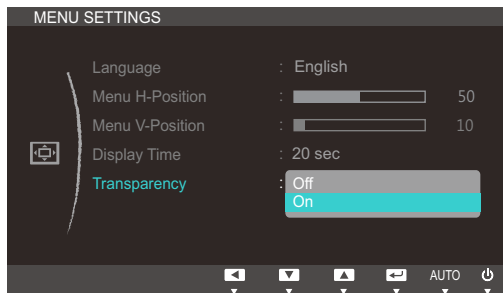 MENU SETTINGS
Language : English
Menu H-Position : 50
Menu V-Position : 10
Display Time : 20 sec
Transparency : Off
On
AUTO